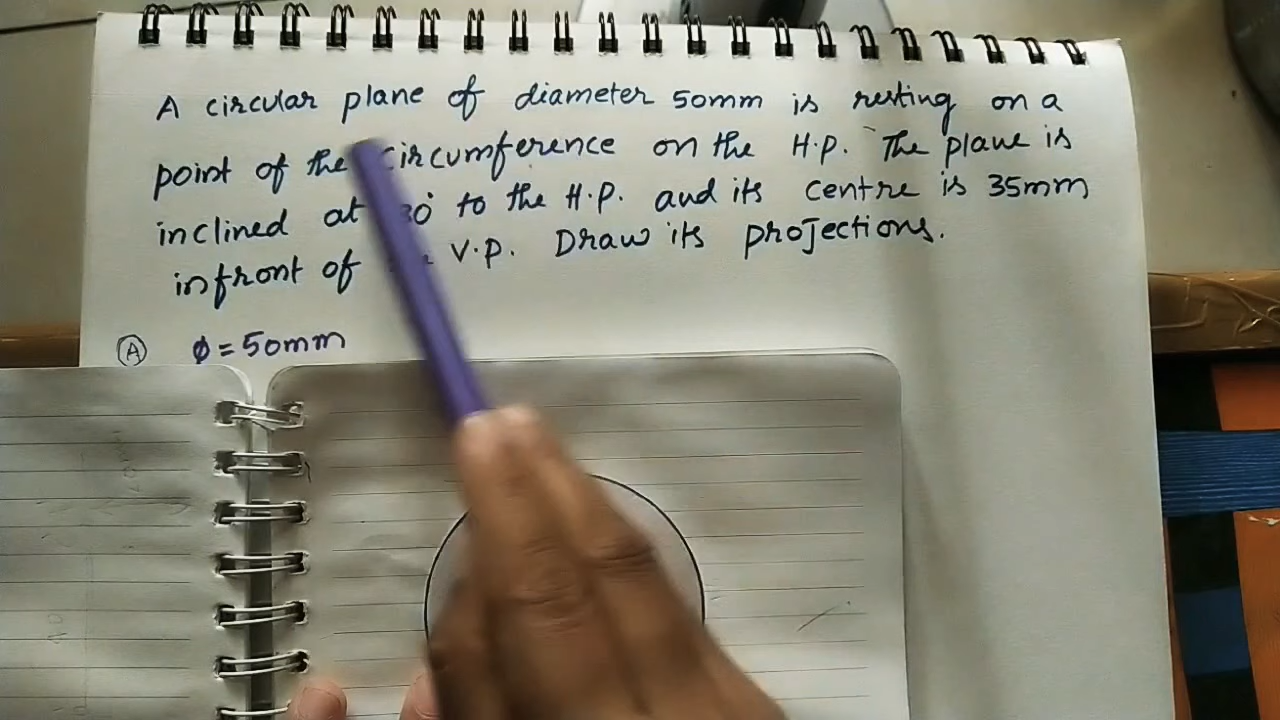 A circular plane of diameter 50mm is resting on a
point of the circumference on the H.P. The plane is
inclined at 30° to the H.P. and its centre is 35mm
infront of V.P. Draw its projections.
Ⓐ φ = 50mm